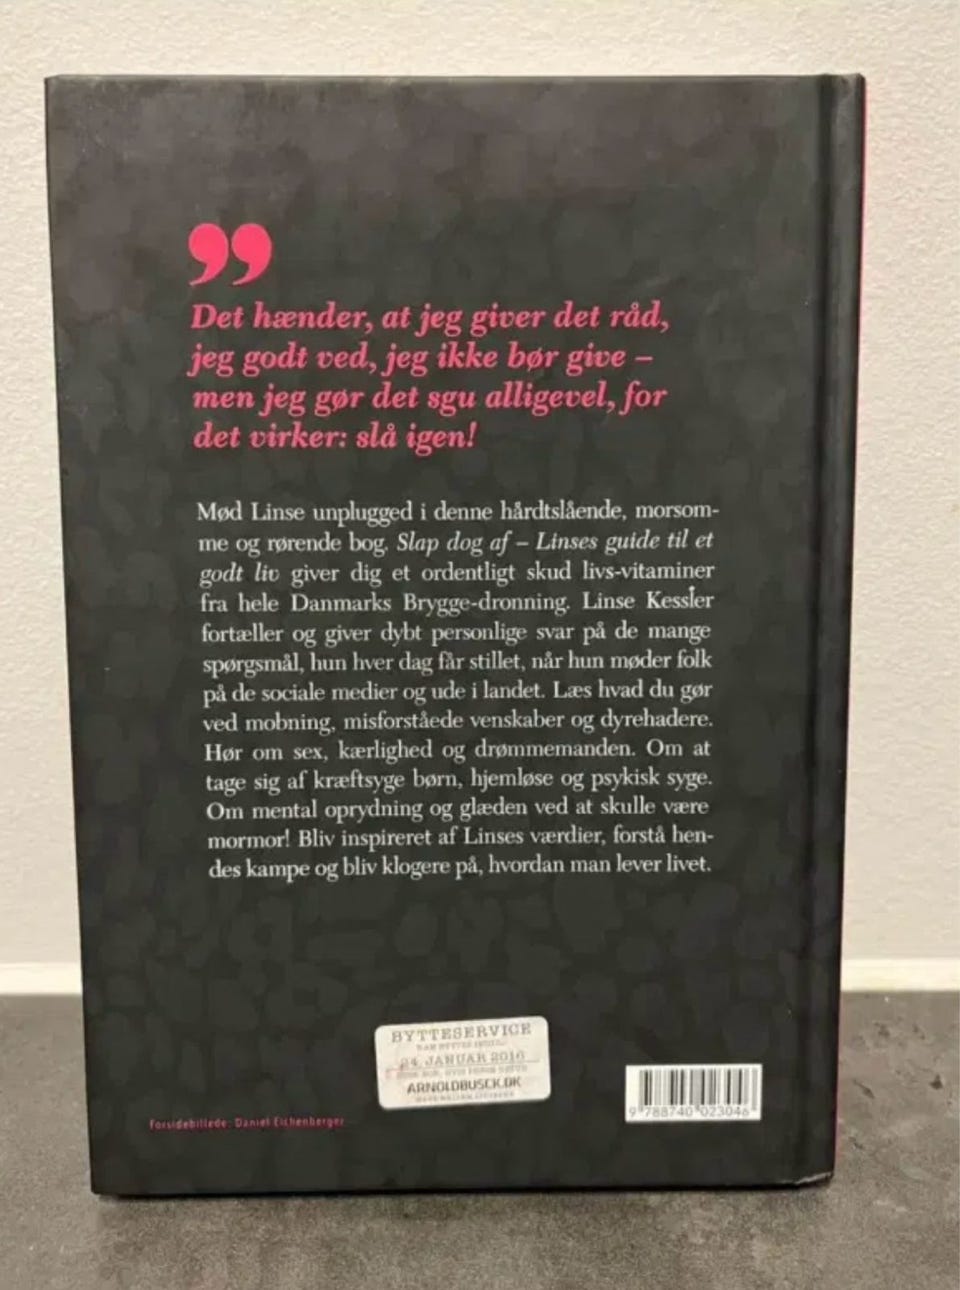 ”
Det hænder, at jeg giver det råd,
jeg godt ved, jeg ikke bør give –
men jeg gør det sgu alligevel, for
det virker: slå igen!
Mød Linse unplugged i denne hårdtslående, morsom-
me og rørende bog. Slap dog af – Linses guide til et
godt liv giver dig et ordentligt skud livs-vitaminer
fra hele Danmarks Brygge-dronning. Linse Kessler
fortæller og giver dybt personlige svar på de mange
spørgsmål, hun hver dag får stillet, når hun møder folk
på de sociale medier og ude i landet. Læs hvad du gør
ved mobning, misforståede venskaber og dyrehadere.
Hør om sex, kærlighed og drømmemanden. Om at
tage sig af kræftsyge børn, hjemløse og psykisk syge.
Om mental oprydning og glæden ved at skulle være
mormor! Bliv inspireret af Linses værdier, forstå hen-
des kampe og bliv klogere på, hvordan man lever livet.
BYTTESERVICE
24. JANUAR 2016
ARNOLDBUSCK.DK
9 788740 023046
Forsidebillede: Daniel Eichenberger